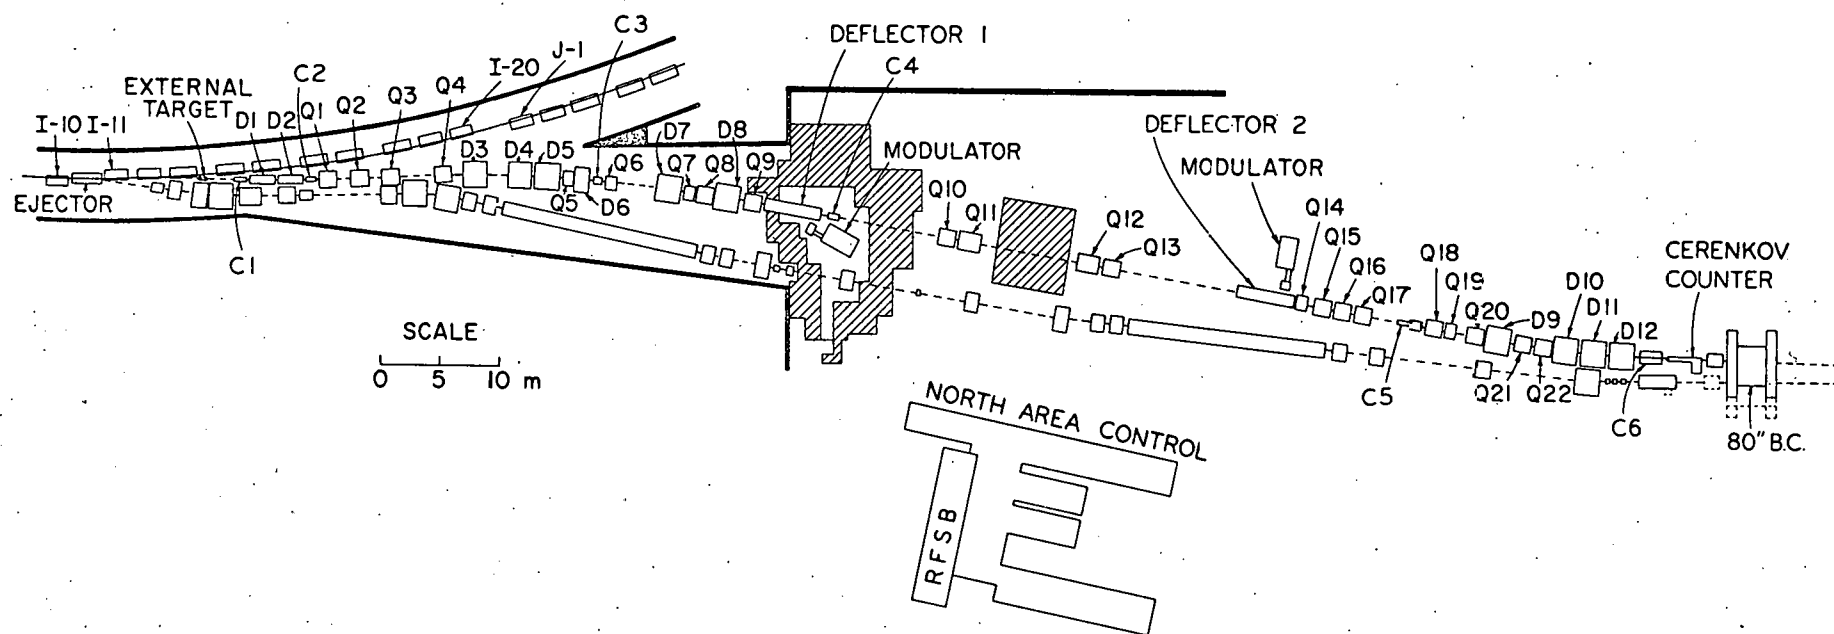 C3
DEFLECTOR 1
J-1
C4
I-20
C2
Q4
EXTERNAL
TARGET
Q1
Q2
Q3
D1
D2
I-10
I-11
D3
D4
D5
D7
D8
Q7
Q8
Q9
Q6
MODULATOR
DEFLECTOR 2
MODULATOR
EJECTOR
Q5
D6
C1
Q10
Q11
Q12
Q13
Q14
Q15
Q16
Q17
Q18
Q19
Q20
D9
D10
D11
D12
CERENKOV
COUNTER
SCALE
0 5 10 m
C5
Q21
Q22
C6
80" B.C.
NORTH AREA CONTROL
RFSB